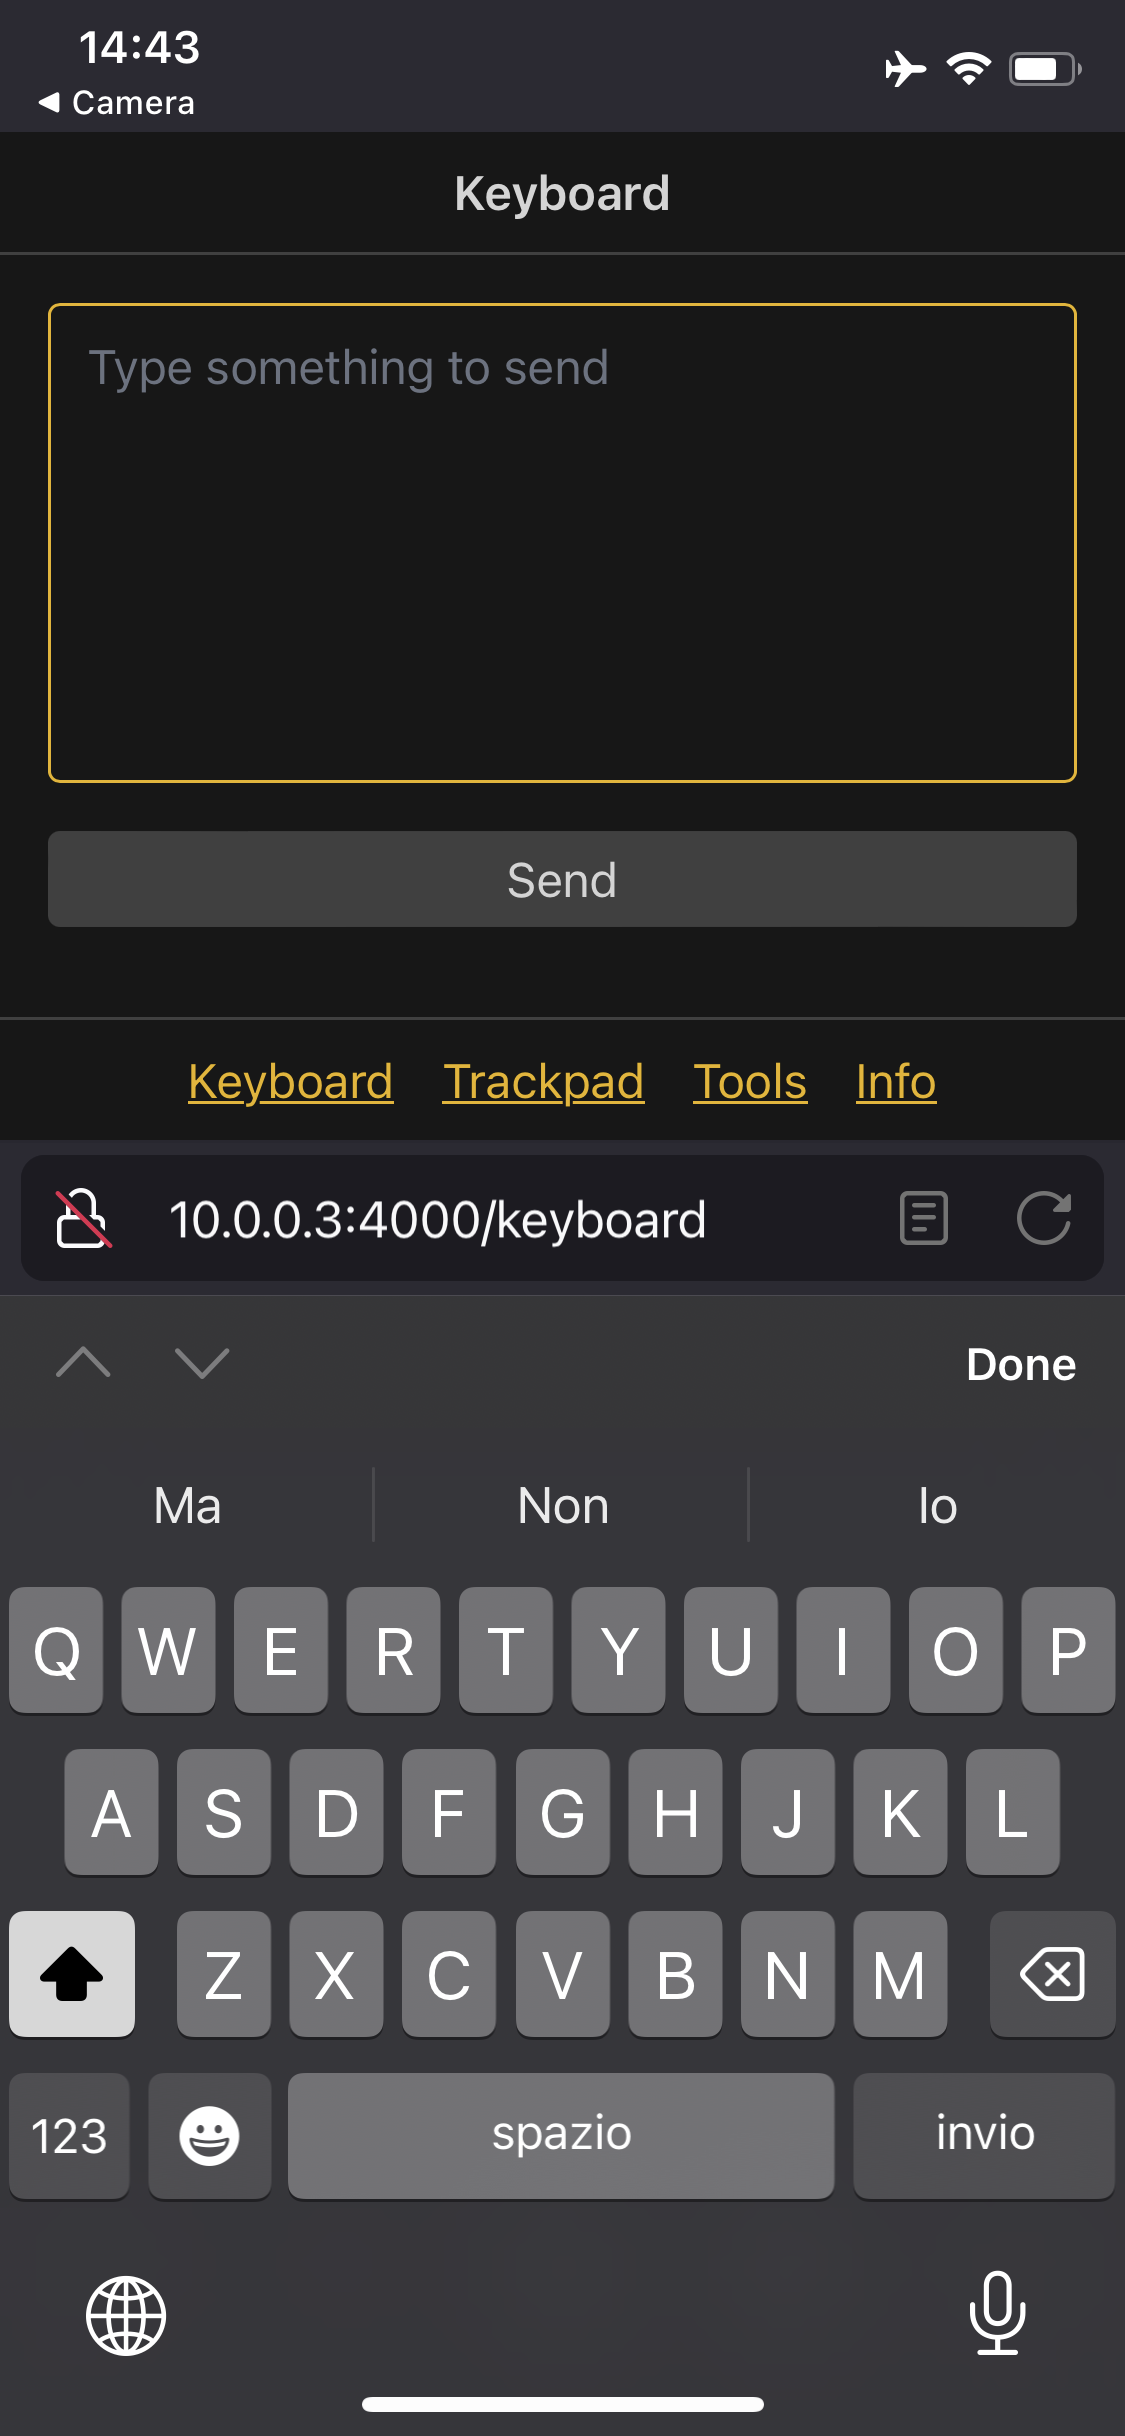 14:43
Camera
Keyboard
Type something to send
Send
Keyboard Trackpad Tools Info
10.0.0.3:4000/keyboard
Done
Ma Non Io
Q W E R T Y U I O P
A S D F G H J K L
Z X C V B N M
123 spazio invio